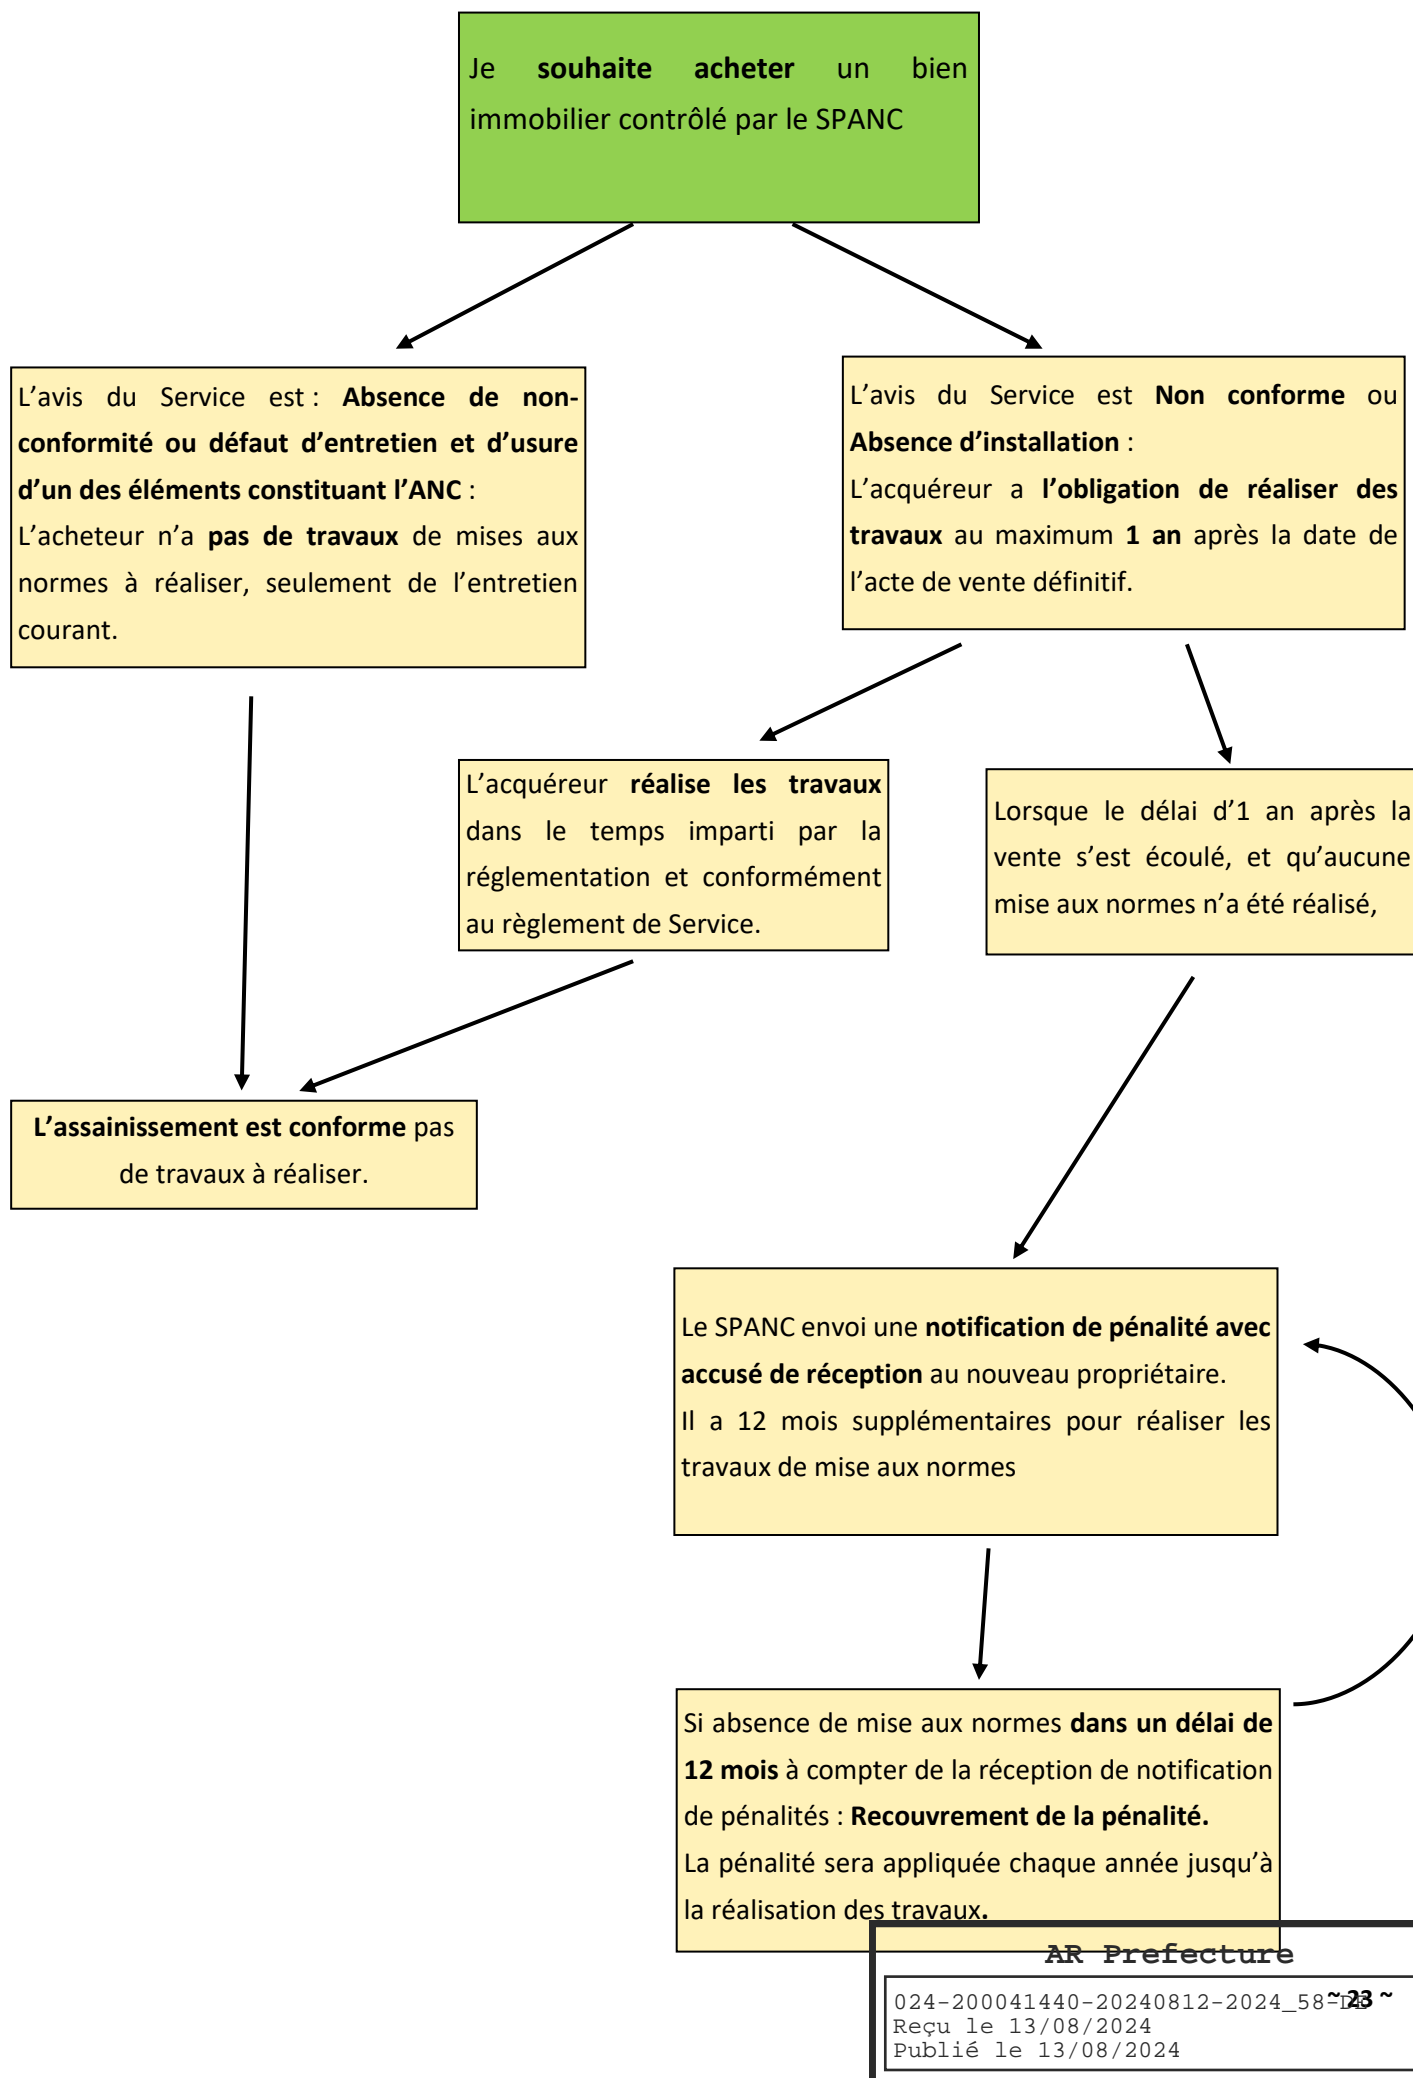 Je souhaite acheter un bien
immobilier contrôlé par le SPANC
L’avis du Service est : Absence de non-
conformité ou défaut d’entretien et d’usure
d’un des éléments constituant l’ANC :
L’acheteur n’a pas de travaux de mises aux
normes à réaliser, seulement de l’entretien
courant.
L’avis du Service est Non conforme ou
Absence d’installation :
L’acquéreur a l’obligation de réaliser des
travaux au maximum 1 an après la date de
l’acte de vente définitif.
L’acquéreur réalise les travaux
dans le temps imparti par la
réglementation et conformément
au règlement de Service.
Lorsque le délai d’1 an après la
vente s’est écoulé, et qu’aucune
mise aux normes n’a été réalisé,
L’assainissement est conforme pas
de travaux à réaliser.
Le SPANC envoi une notification de pénalité avec
accusé de réception au nouveau propriétaire.
Il a 12 mois supplémentaires pour réaliser les
travaux de mise aux normes
Si absence de mise aux normes dans un délai de
12 mois à compter de la réception de notification
de pénalités : Recouvrement de la pénalité.
La pénalité sera appliquée chaque année jusqu’à
la réalisation des travaux.
AR Prefecture
024-200041440-20240812-2024_58-DE
~ 23 ~
Reçu le 13/08/2024
Publié le 13/08/2024